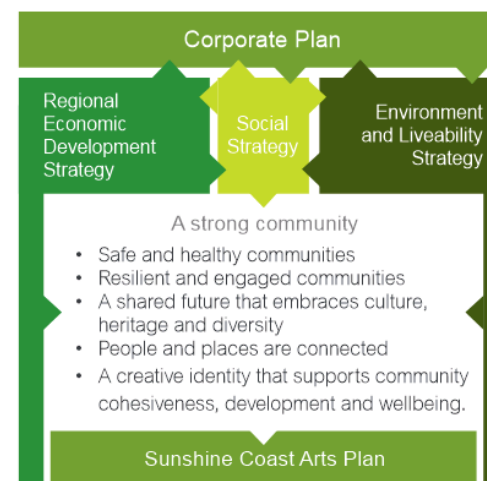 Corporate Plan
Regional
Economic
Development
Strategy
Social
Strategy
Environment
and Liveability
Strategy
A strong community
• Safe and healthy communities
• Resilient and engaged communities
• A shared future that embraces culture,
heritage and diversity
• People and places are connected
• A creative identity that supports community
cohesiveness, development and wellbeing.
Sunshine Coast Arts Plan